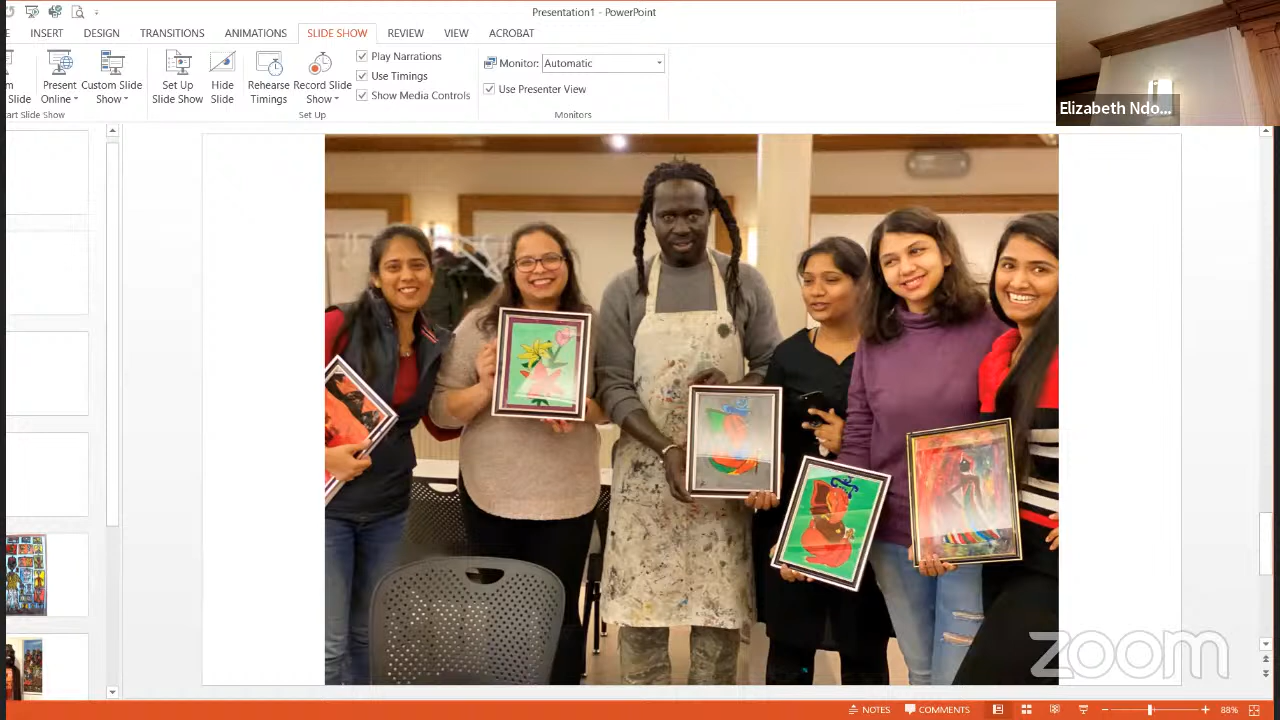 Presentation1 - PowerPoint
INSERT
DESIGN
TRANSITIONS
ANIMATIONS
SLIDE SHOW
REVIEW
VIEW
ACROBAT
Slide
Present Online
Custom Slide Show
Set Up Slide Show
Hide Slide
Rehearse Timings
Record Slide Show
Play Narrations
Use Timings
Show Media Controls
Monitor: Automatic
Use Presenter View
Slide Show
Set Up
Monitors
Elizabeth Ndo...
zoom
NOTES
COMMENTS
88%